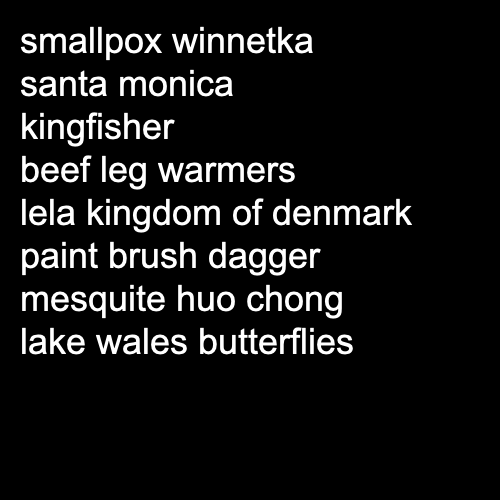 smallpox winnetka
santa monica
kingfisher
beef leg warmers
lela kingdom of denmark
paint brush dagger
mesquite huo chong
lake wales butterflies